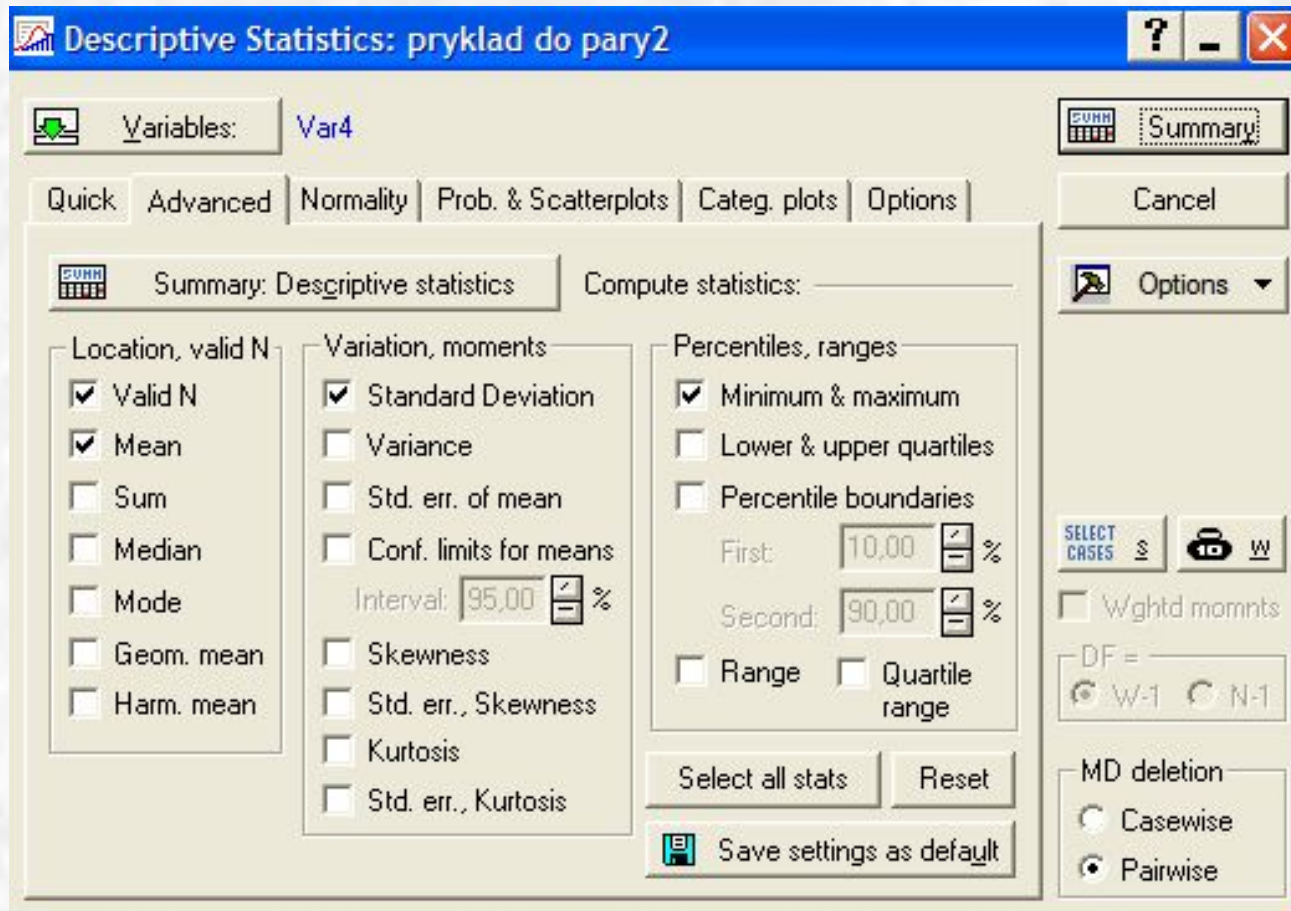 Descriptive Statistics: pryklad do pary2
?
Variables:
Var4
Summary
Quick
Advanced
Normality
Prob. & Scatterplots
Categ. plots
Options
Cancel
Summary: Descriptive statistics
Compute statistics:
Options
Location, valid N
Valid N
Mean
Sum
Median
Mode
Geom. mean
Harm. mean
Variation, moments
Standard Deviation
Variance
Std. err. of mean
Conf. limits for means
Interval: 95,00 %
Skewness
Std. err., Skewness
Kurtosis
Std. err., Kurtosis
Percentiles, ranges
Minimum & maximum
Lower & upper quartiles
Percentile boundaries
First: 10,00 %
Second: 90,00 %
Range
Quartile
range
Select all stats
Reset
Save settings as default
SELECT
CASES S
W
Wghtd momnts
DF =
W-1
N-1
MD deletion
Casewise
Pairwise